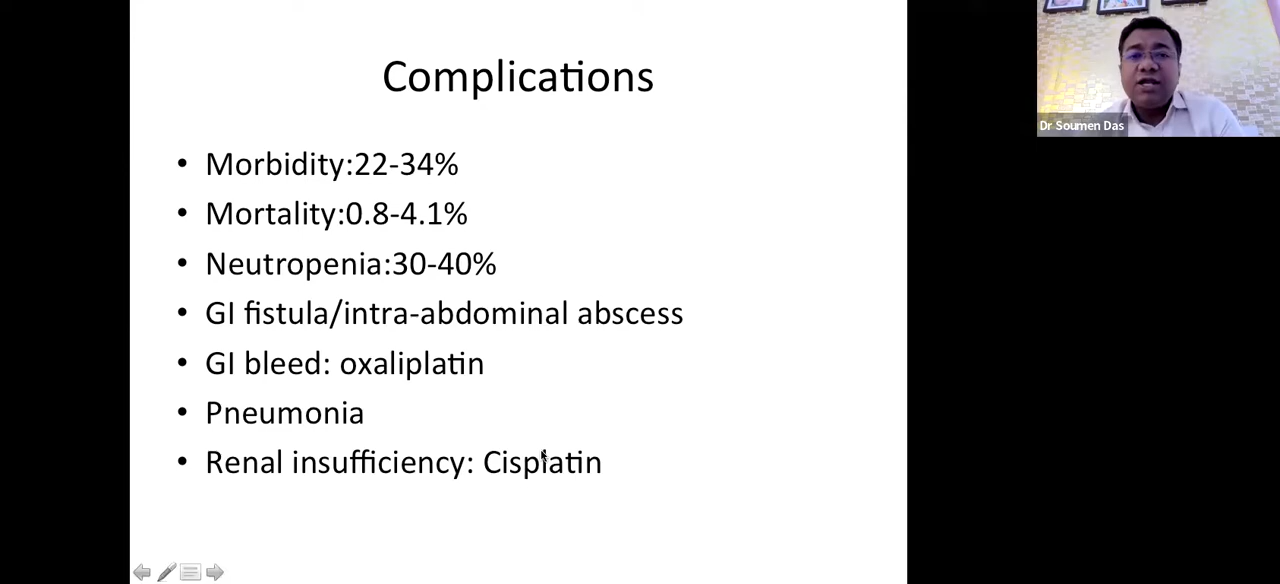 Complications
• Morbidity:22-34%
• Mortality:0.8-4.1%
• Neutropenia:30-40%
• GI fistula/intra-abdominal abscess
• GI bleed: oxaliplatin
• Pneumonia
• Renal insufficiency: Cisplatin
Dr Soumen Das